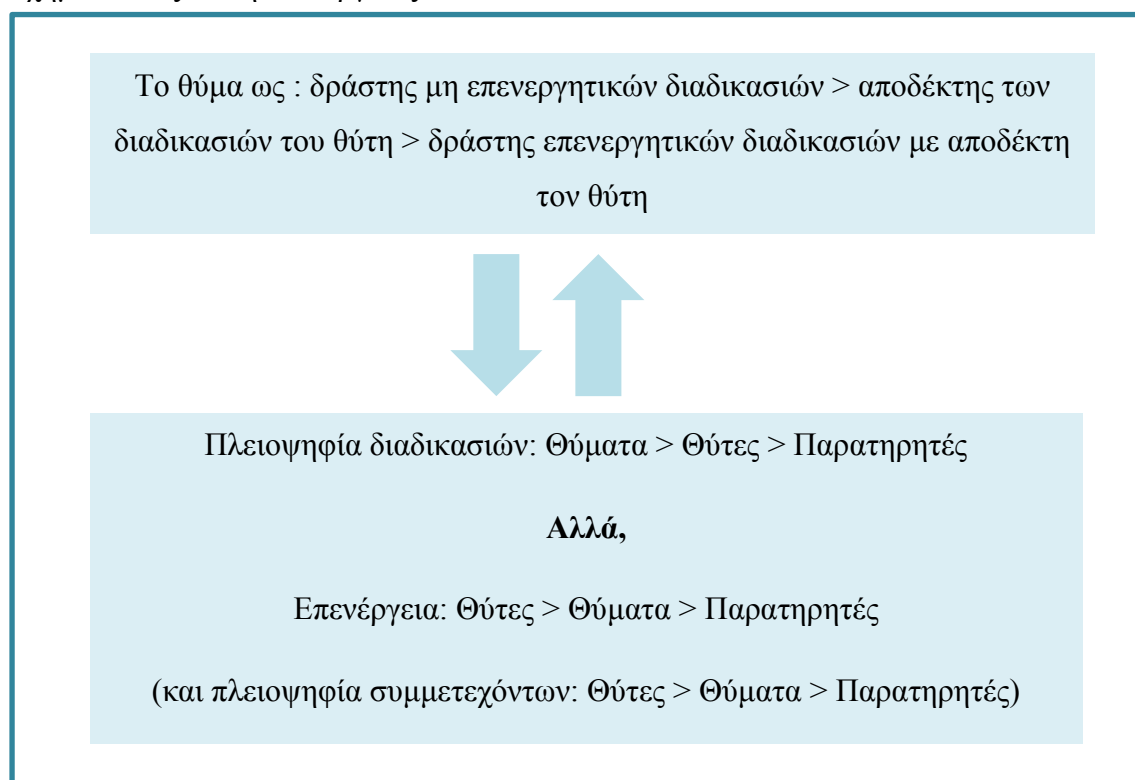 Το θύμα ως : δράστης μη επενεργητικών διαδικασιών > αποδέκτης των
διαδικασιών του θύτη > δράστης επενεργητικών διαδικασιών με αποδέκτη
τον θύτη
Πλειοψηφία διαδικασιών: Θύματα > Θύτες > Παρατηρητές
Αλλά,
Επενέργεια: Θύτες > Θύματα > Παρατηρητές
(και πλειοψηφία συμμετεχόντων: Θύτες > Θύματα > Παρατηρητές)